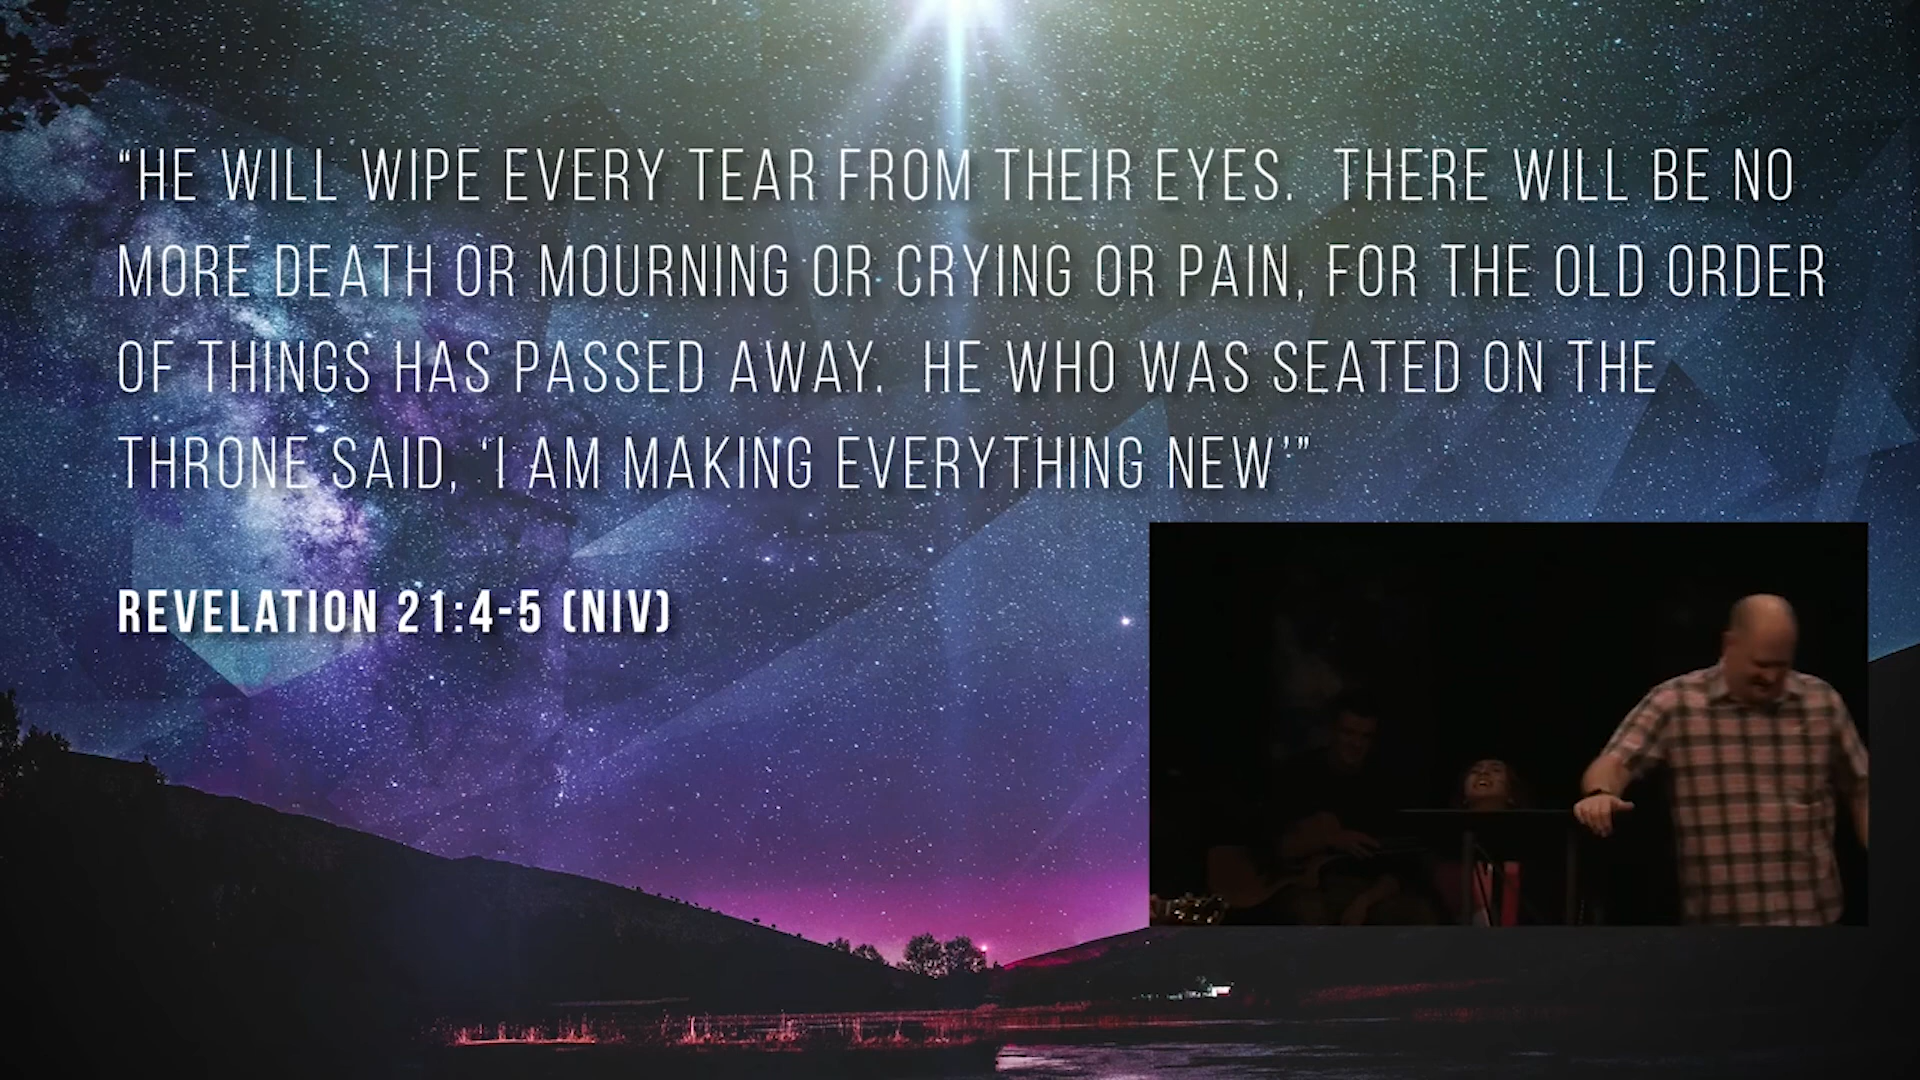 “HE WILL WIPE EVERY TEAR FROM THEIR EYES.  THERE WILL BE NO
MORE DEATH OR MOURNING OR CRYING OR PAIN, FOR THE OLD ORDER
OF THINGS HAS PASSED AWAY.  HE WHO WAS SEATED ON THE
THRONE SAID, ‘I AM MAKING EVERYTHING NEW’”
REVELATION 21:4-5 (NIV)